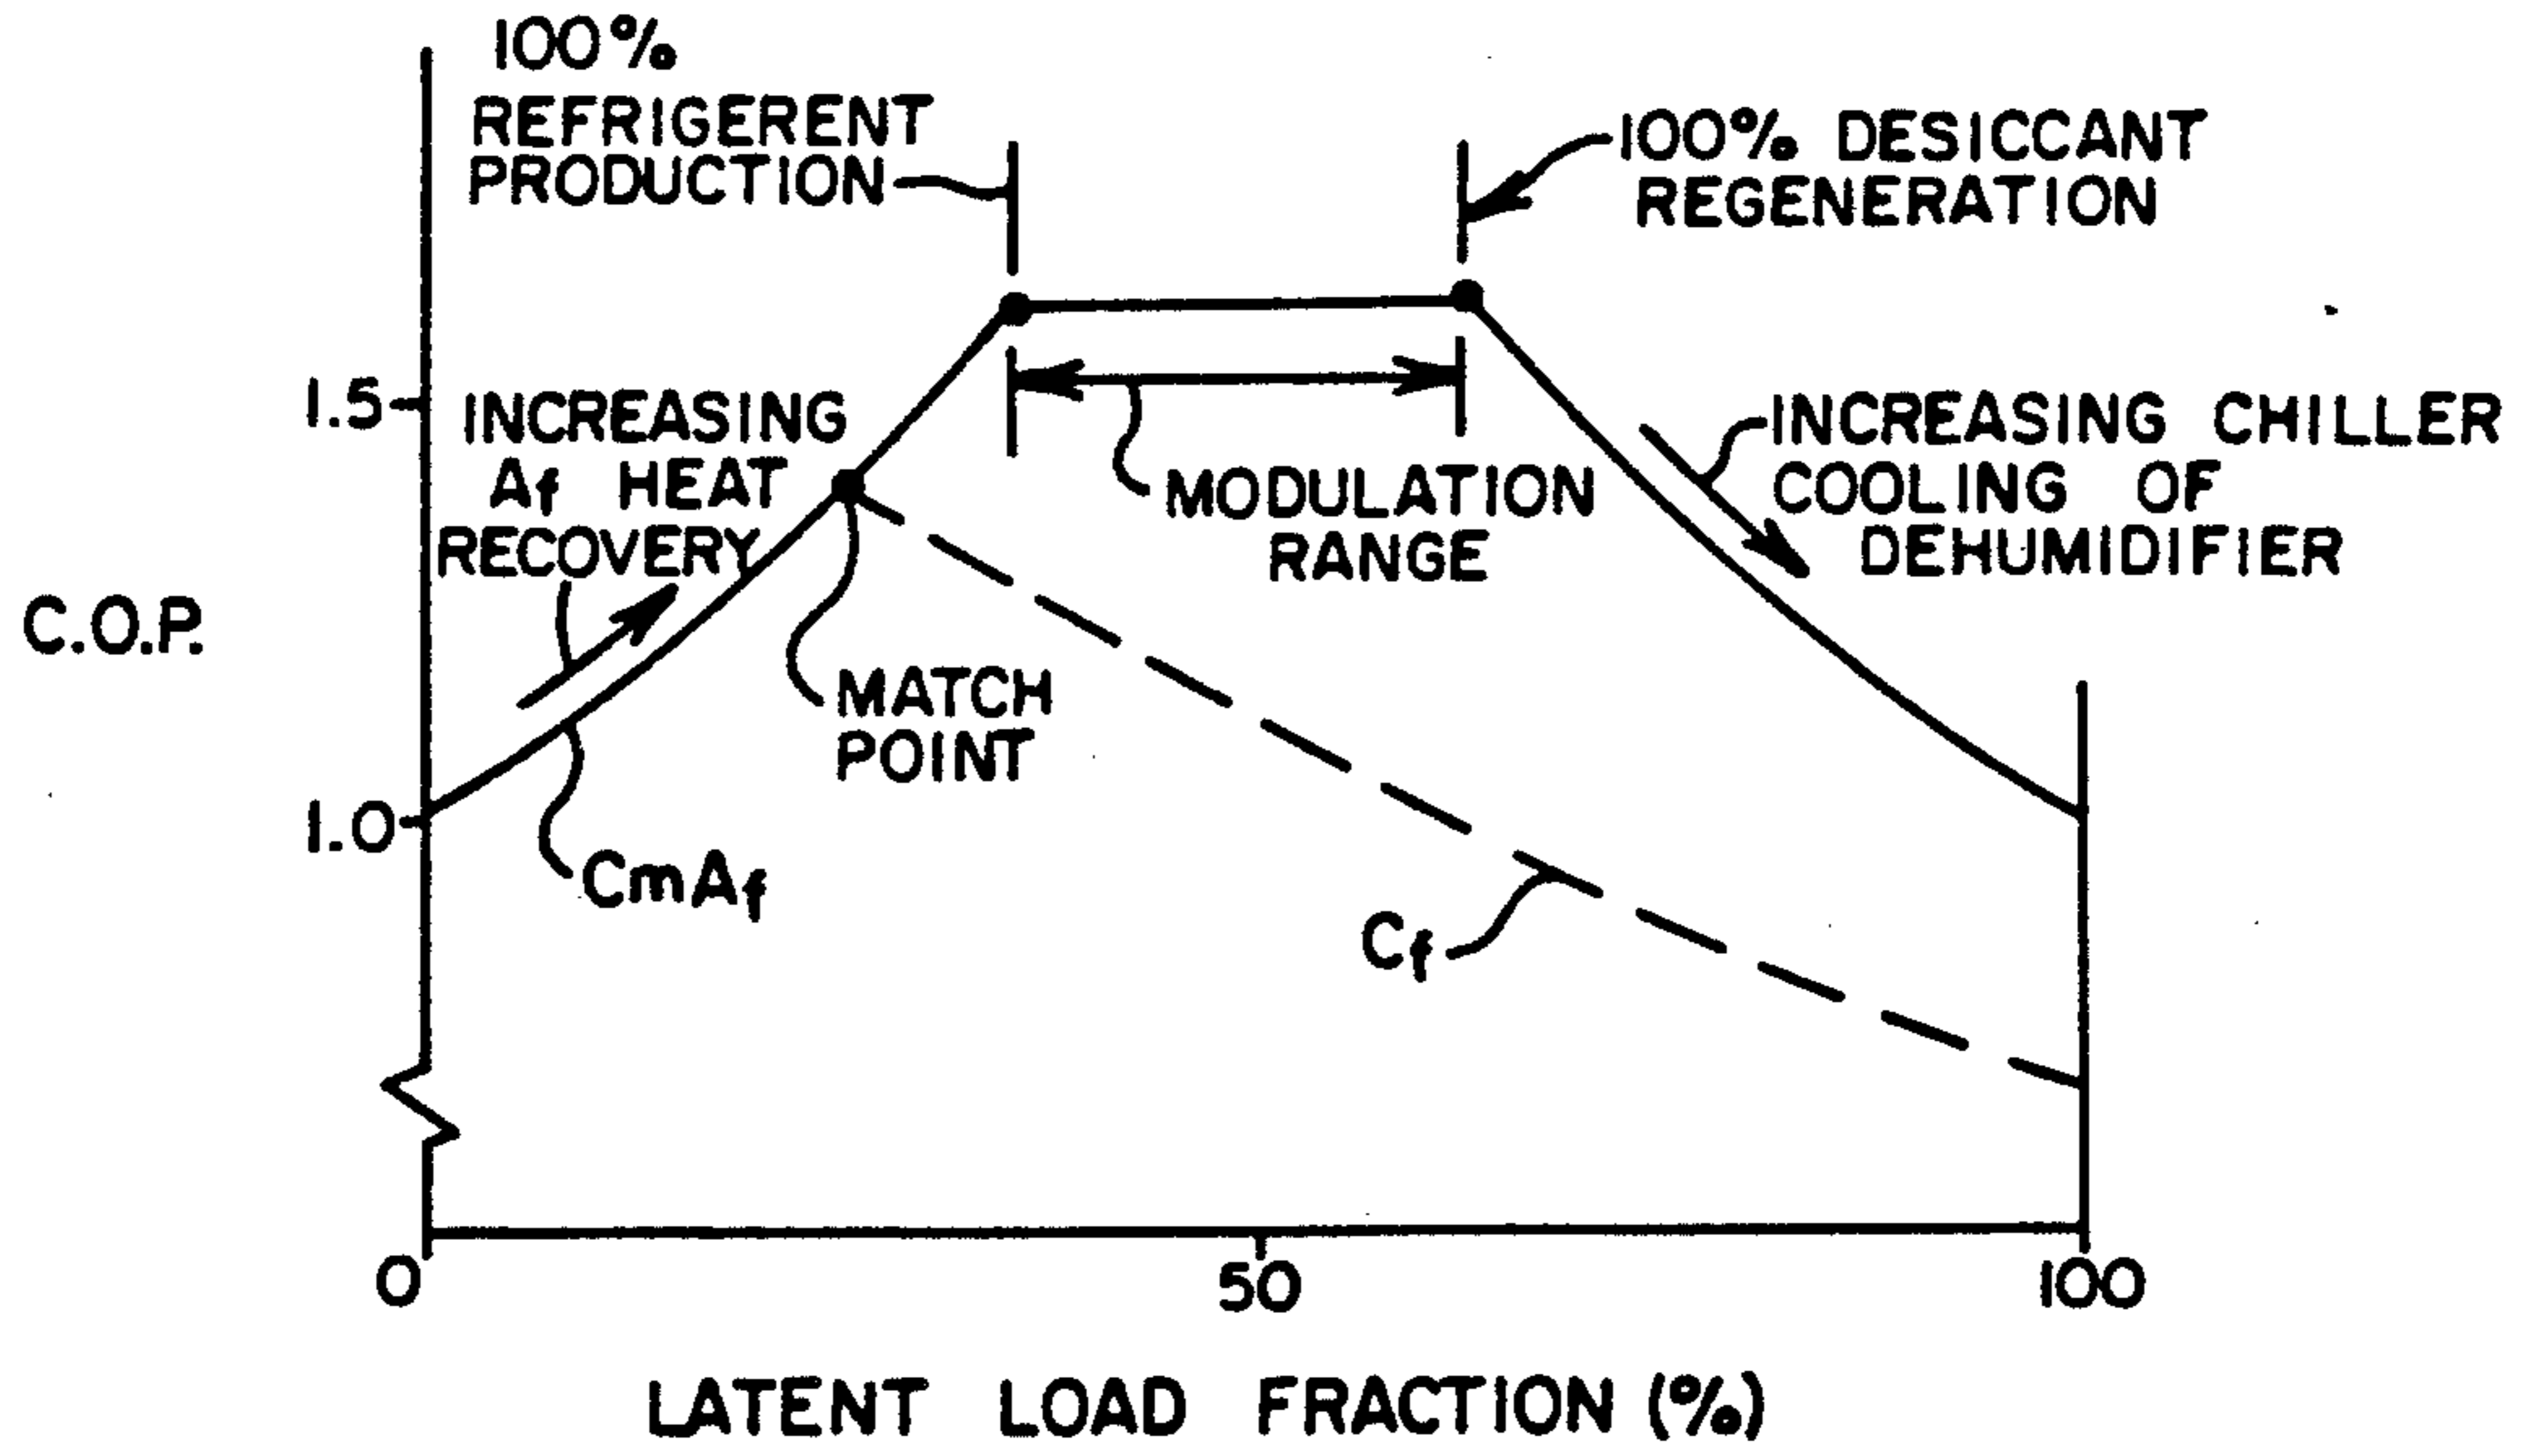 100%
REFRIGERENT
PRODUCTION
100% DESICCANT
REGENERATION
1.5
INCREASING
Af HEAT
RECOVERY
MODULATION
RANGE
INCREASING CHILLER
COOLING OF
DEHUMIDIFIER
C.O.P.
MATCH
POINT
1.0
CmAf
Cf
0
50
100
LATENT LOAD FRACTION (%)